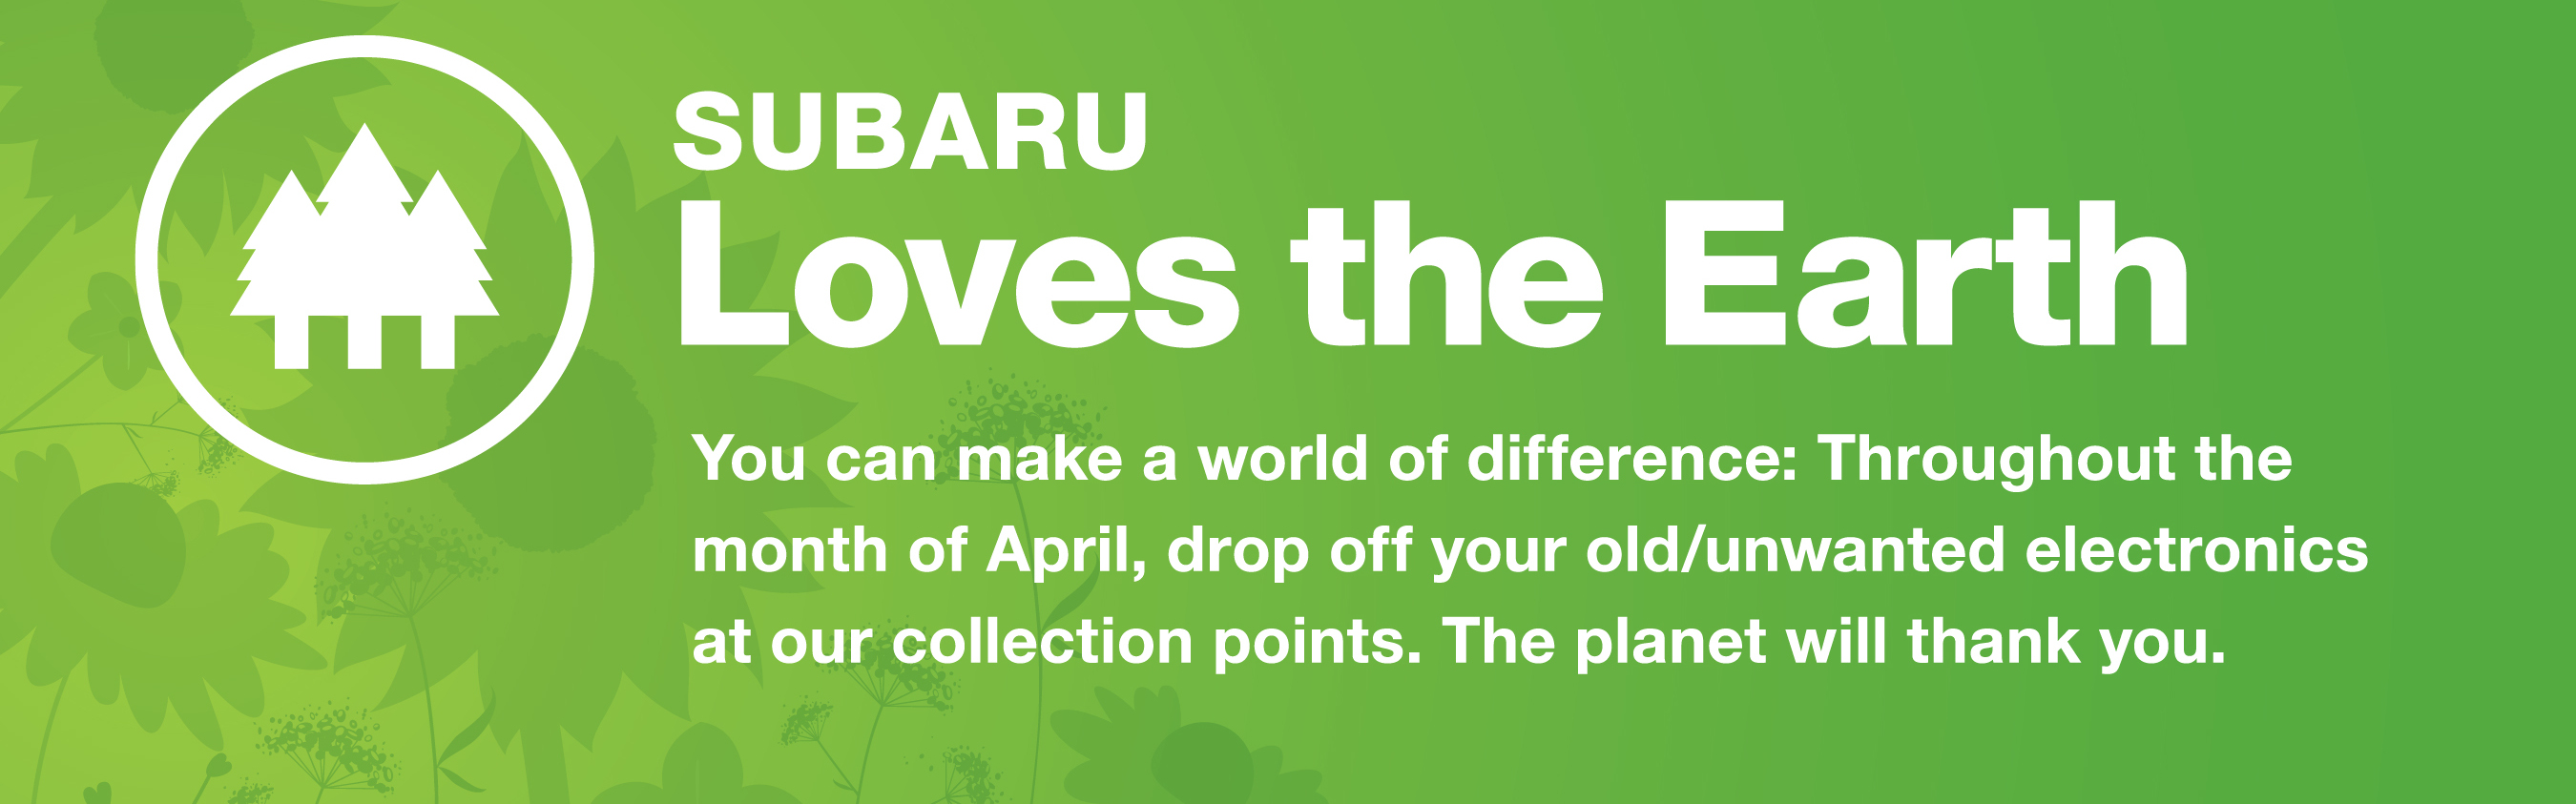 SUBARU
Loves the Earth
You can make a world of difference: Throughout the
month of April, drop off your old/unwanted electronics
at our collection points. The planet will thank you.